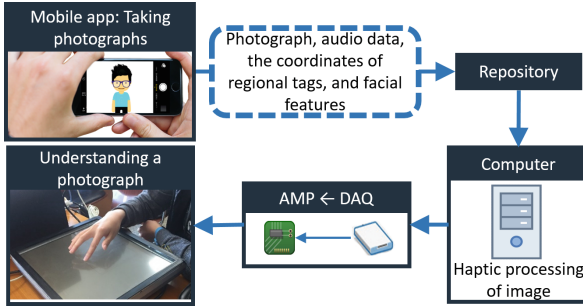 Mobile app: Taking
photographs
Photograph, audio data,
the coordinates of
regional tags, and facial
features
Repository
Computer
Haptic processing
of image
AMP ← DAQ
Understanding a
photograph